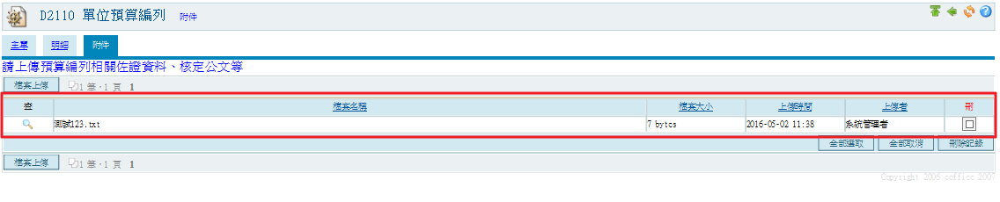 D2110 單位預算編列 附件
主單 明細 附件
請上傳預算編列相關佐證資料、核定公文等
檔案上傳 1 筆，1 頁 1
查 檔案名稱 檔案大小 上傳時間 上傳者 刪
測試123.txt 7 bytes 2016-05-02 11:38 系統管理者
全部選取 全部取消 刪除記錄
檔案上傳 1 筆，1 頁 1
Copyright 2006 eoffice 2007